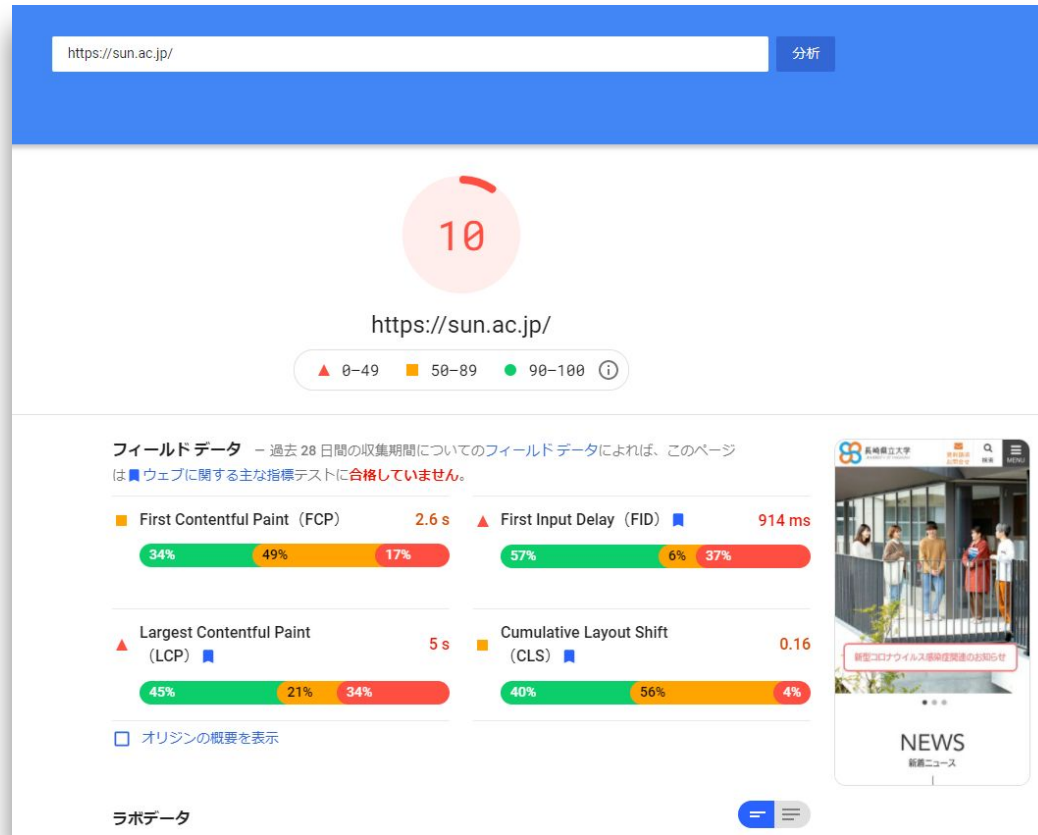 https://sun.ac.jp/
分析
10
https://sun.ac.jp/
0–49 50–89 90–100
フィールド データ – 過去 28 日間の収集期間についてのフィールド データによれば、このページ
は ウェブに関する主な指標テストに合格していません。
First Contentful Paint（FCP） 2.6 s
34% 49% 17%
First Input Delay（FID） 914 ms
57% 6% 37%
Largest Contentful Paint
（LCP） 5 s
45% 21% 34%
Cumulative Layout Shift
（CLS） 0.16
40% 56% 4%
オリジンの概要を表示
ラボデータ
長崎県立大学
検索
MENU
新型コロナウイルス感染症関連のお知らせ
NEWS
新着ニュース